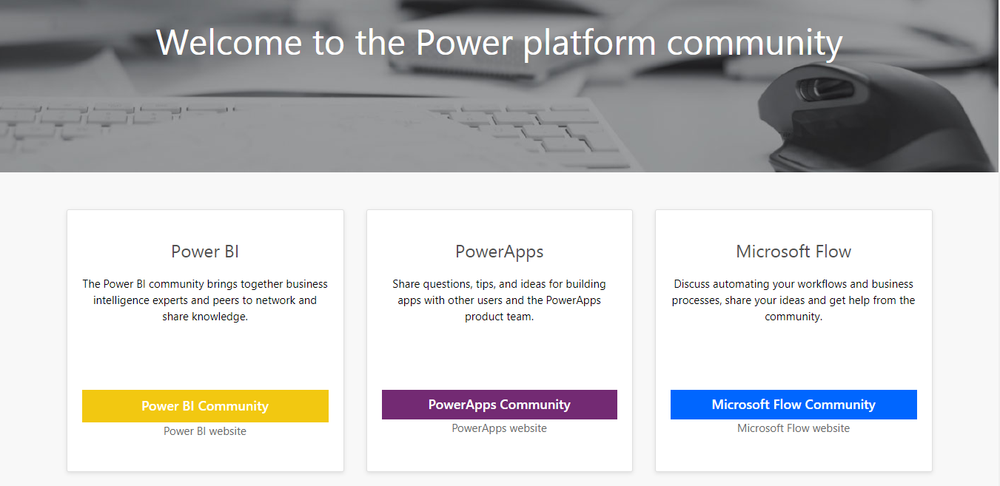 Welcome to the Power platform community
Power BI
The Power BI community brings together business
intelligence experts and peers to network and
share knowledge.
Power BI Community
Power BI website
PowerApps
Share questions, tips, and ideas for building
apps with other users and the PowerApps
product team.
PowerApps Community
PowerApps website
Microsoft Flow
Discuss automating your workflows and business
processes, share your ideas and get help from the
community.
Microsoft Flow Community
Microsoft Flow website